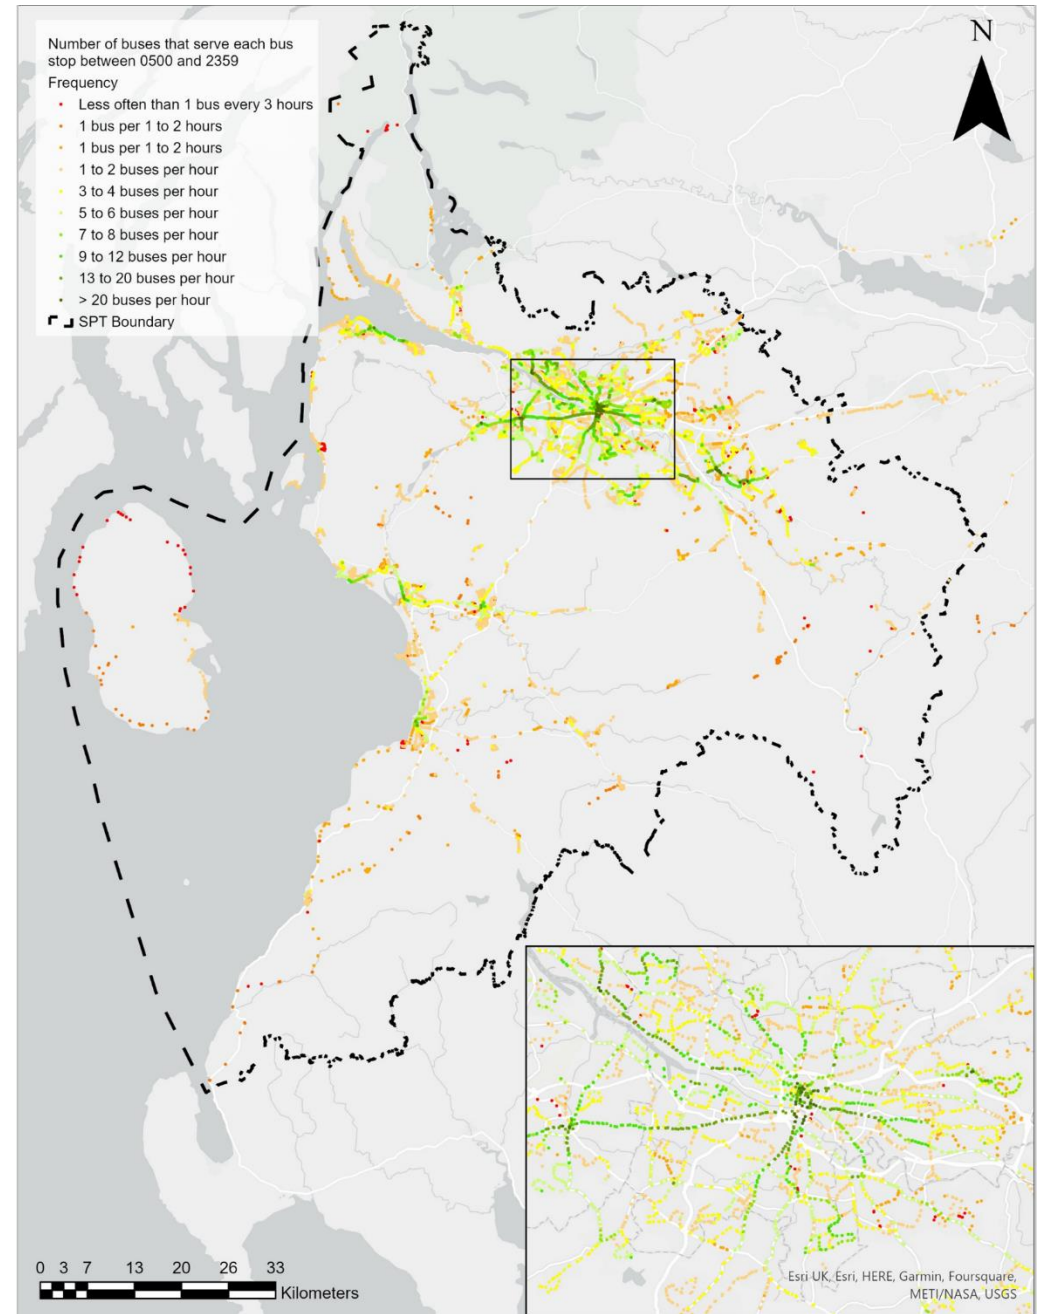 Number of buses that serve each bus
stop between 0500 and 2359
Frequency
Less often than 1 bus every 3 hours
1 bus per 1 to 2 hours
1 bus per 1 to 2 hours
1 to 2 buses per hour
3 to 4 buses per hour
5 to 6 buses per hour
7 to 8 buses per hour
9 to 12 buses per hour
13 to 20 buses per hour
> 20 buses per hour
SPT Boundary
N
0 3 7 13 20 26 33
Kilometers
Esri UK, Esri, HERE, Garmin, Foursquare,
METI/NASA, USGS